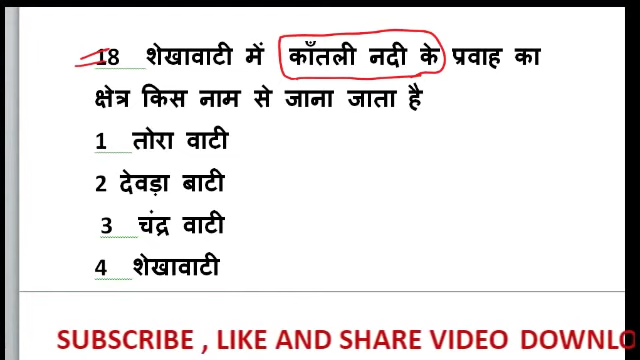 18 शेखावाटी में काँतली नदी के प्रवाह का
क्षेत्र किस नाम से जाना जाता है
1 तोरा वाटी
2 देवड़ा बाटी
3 चंद्र वाटी
4 शेखावाटी
SUBSCRIBE , LIKE AND SHARE VIDEO DOWNLO